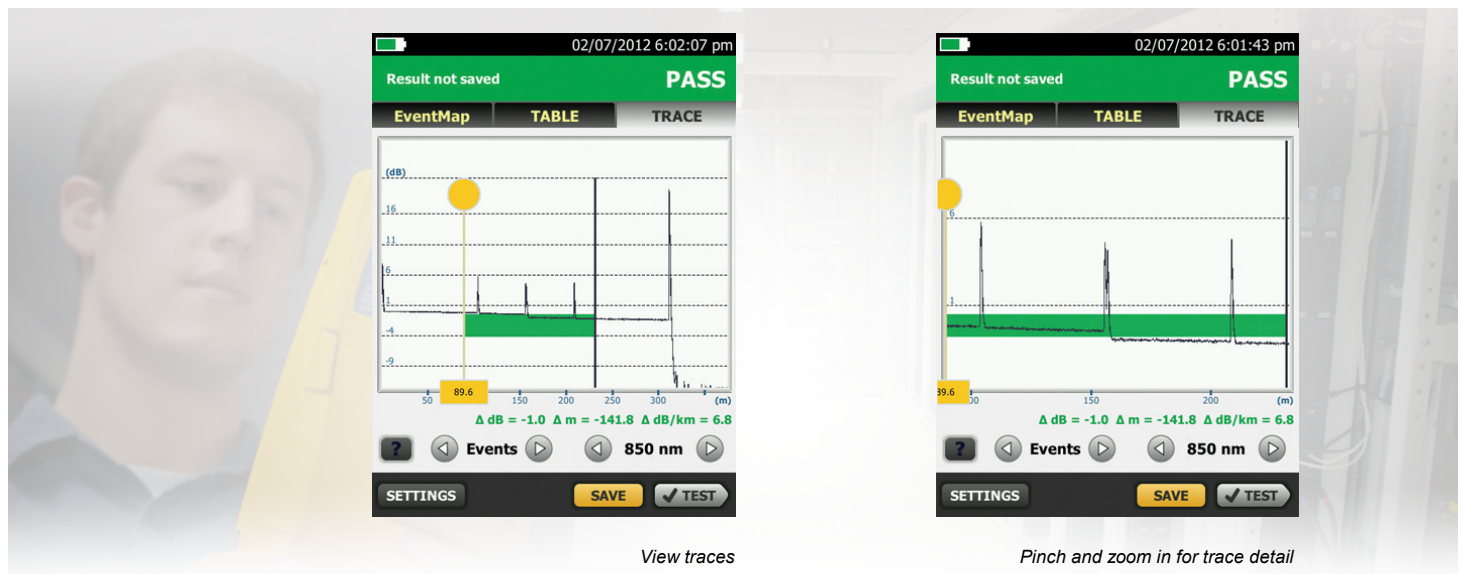 02/07/2012 6:02:07 pm
Result not saved PASS
EventMap TABLE TRACE
(dB)
16
11
6
1
-4
-9
50 89.6 150 200 250 300 (m)
Δ dB = -1.0 Δ m = -141.8 Δ dB/km = 6.8
? Events 850 nm
SETTINGS SAVE TEST
View traces
02/07/2012 6:01:43 pm
Result not saved PASS
EventMap TABLE TRACE
6
1
39.6 150 200 (m)
Δ dB = -1.0 Δ m = -141.8 Δ dB/km = 6.8
? Events 850 nm
SETTINGS SAVE TEST
Pinch and zoom in for trace detail